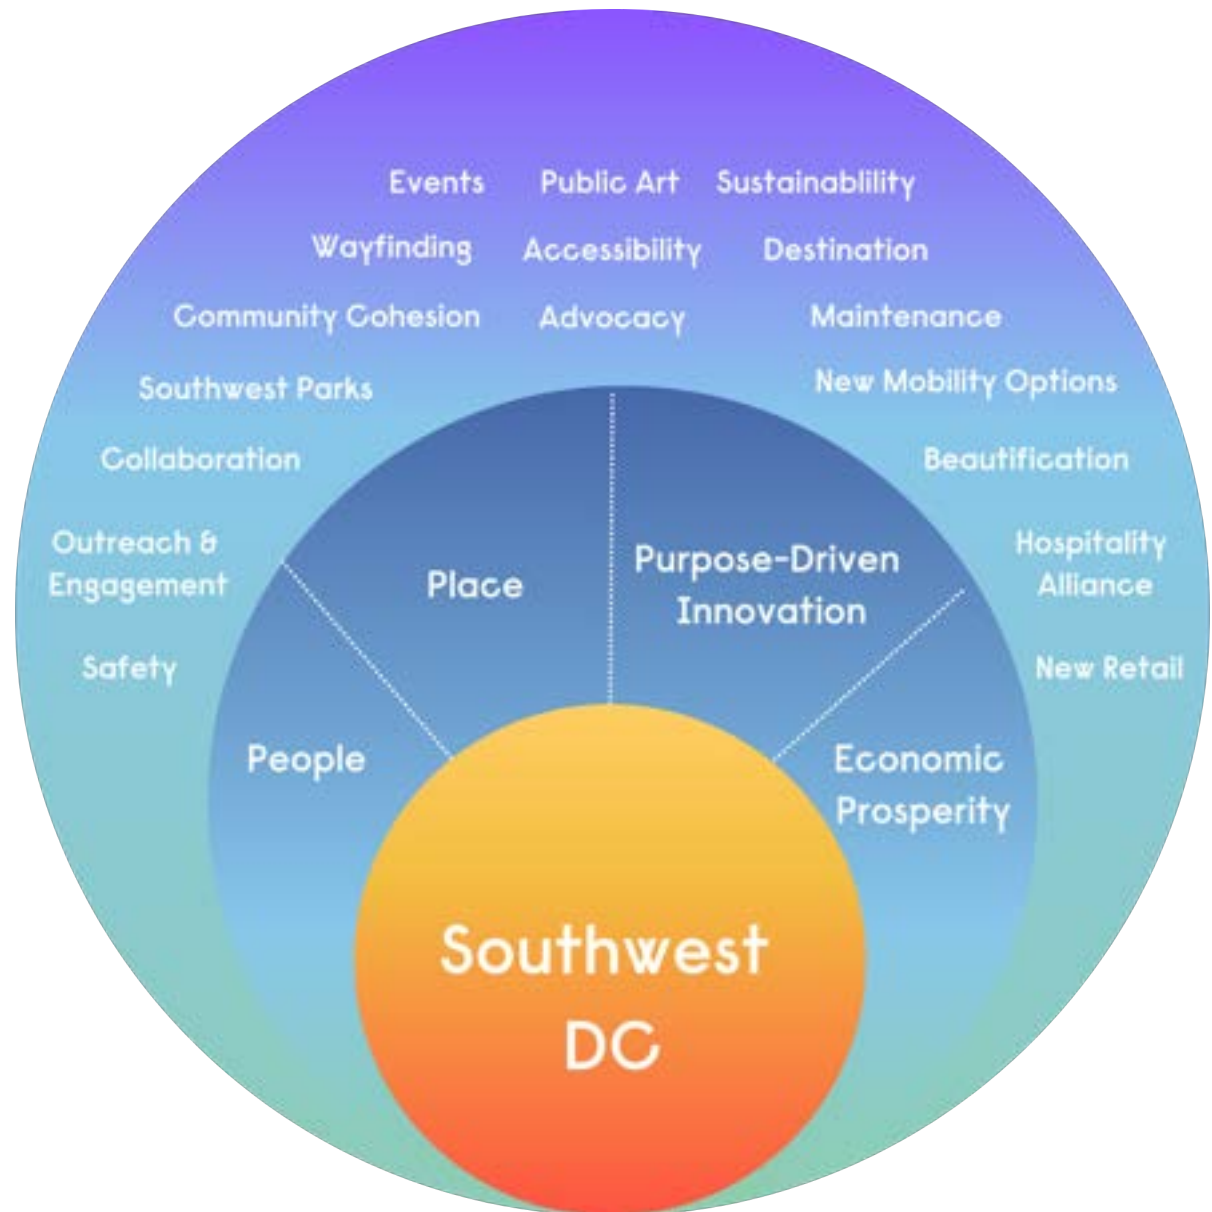 Events Public Art Sustainablility
Wayfinding Accessibility Destination
Community Cohesion Advocacy Maintenance
Southwest Parks New Mobility Options
Collaboration Beautification
Outreach &
Engagement
Hospitality
Alliance
Safety New Retail
Place
Purpose-Driven
Innovation
People
Economic
Prosperity
Southwest
DC